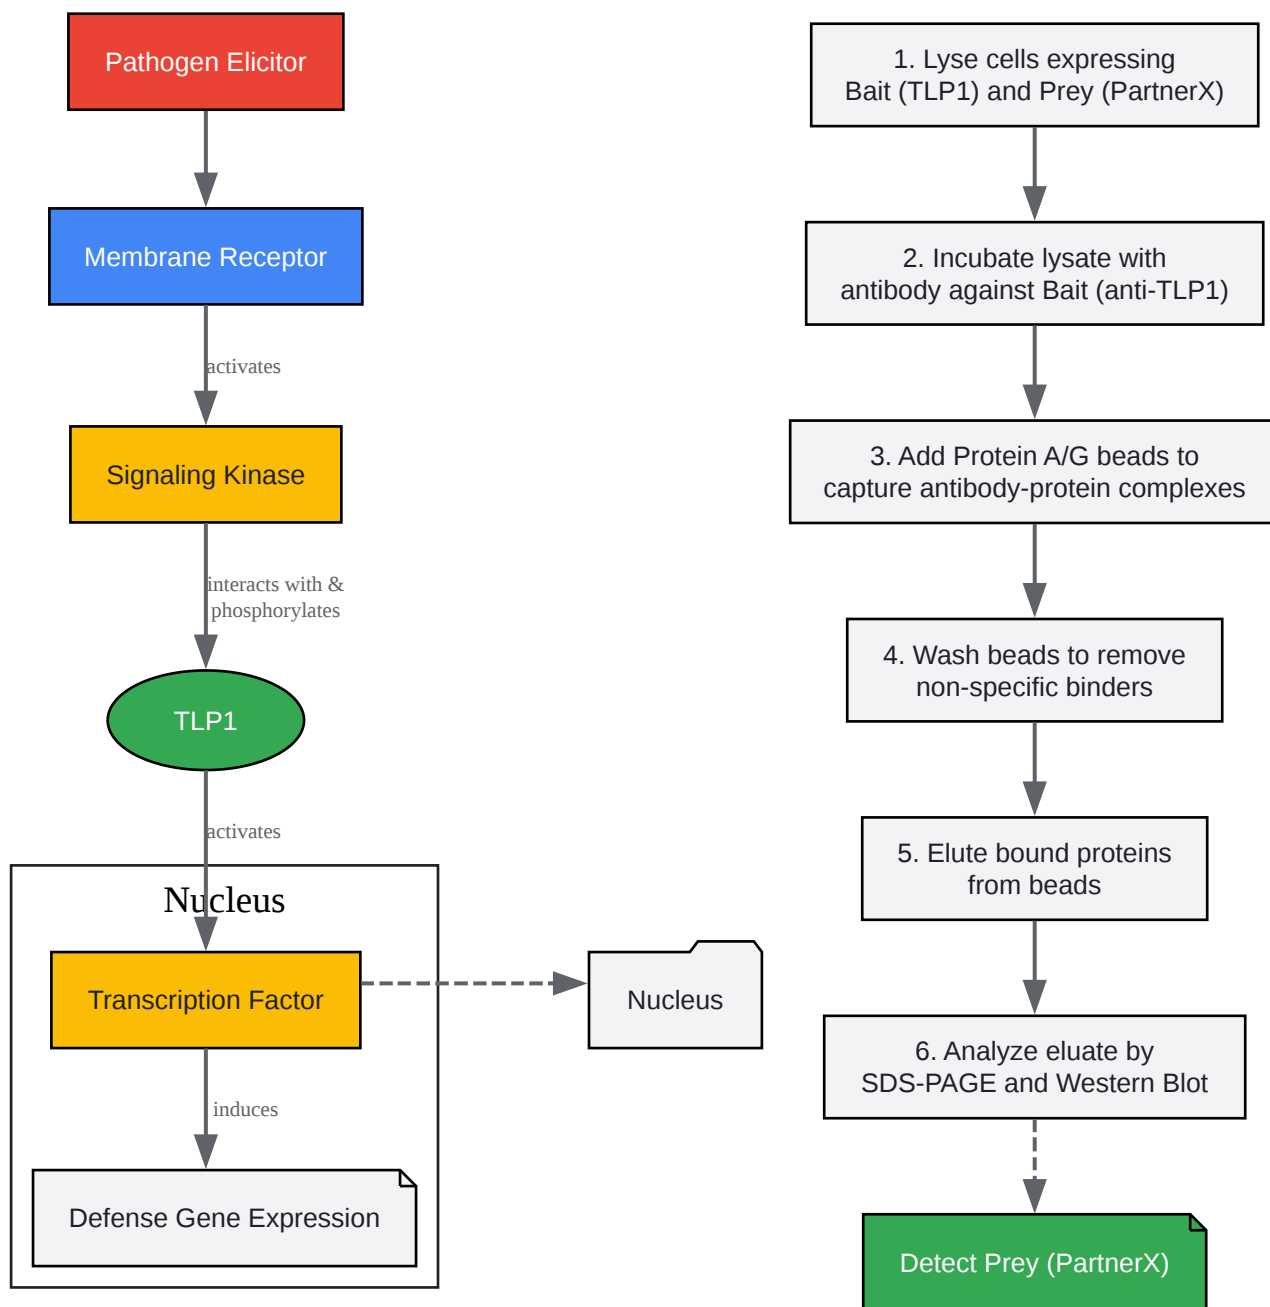 Pathogen Elicitor
Membrane Receptor
activates
Signaling Kinase
interacts with &
phosphorylates
TLP1
activates
Nucleus
Transcription Factor
Nucleus
induces
Defense Gene Expression
1. Lyse cells expressing
Bait (TLP1) and Prey (PartnerX)
2. Incubate lysate with
antibody against Bait (anti-TLP1)
3. Add Protein A/G beads to
capture antibody-protein complexes
4. Wash beads to remove
non-specific binders
5. Elute bound proteins
from beads
6. Analyze eluate by
SDS-PAGE and Western Blot
Detect Prey (PartnerX)